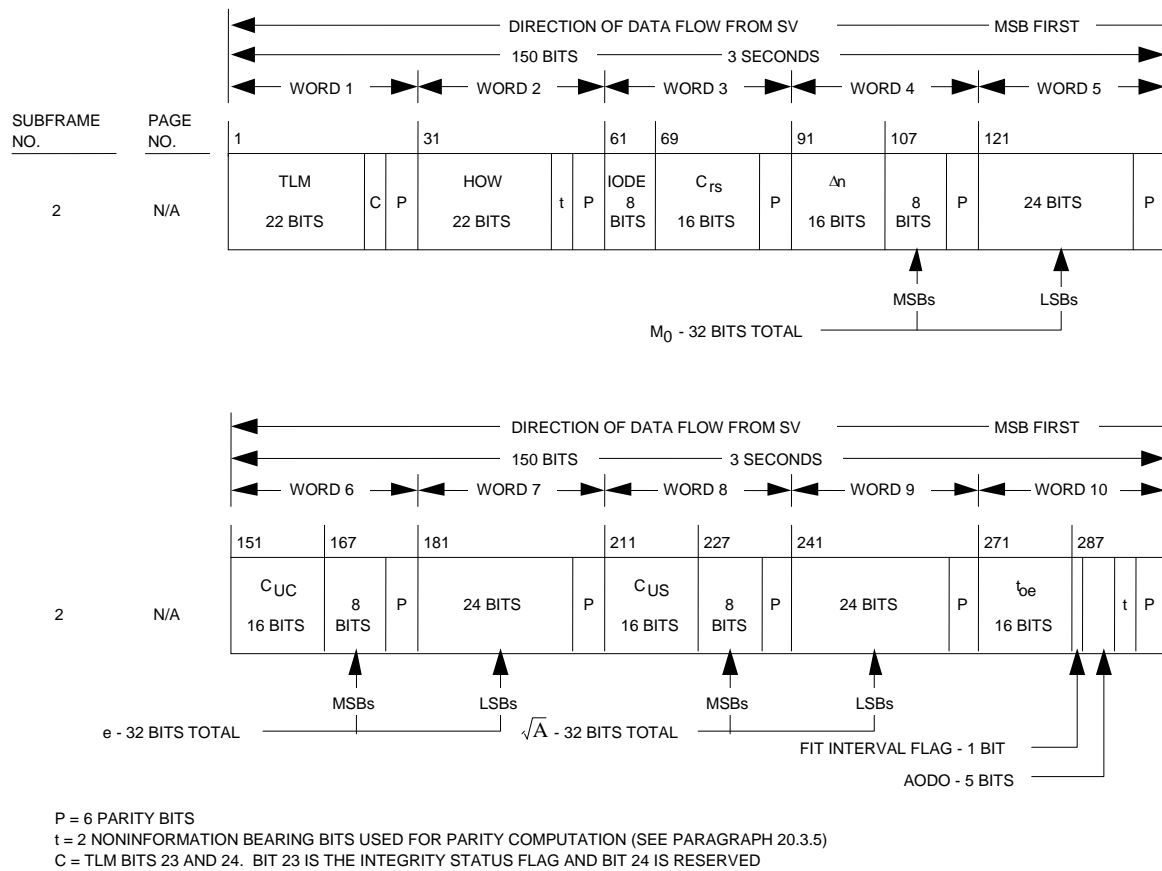 DIRECTION OF DATA FLOW FROM SV MSB FIRST
150 BITS 3 SECONDS
WORD 1 WORD 2 WORD 3 WORD 4 WORD 5
SUBFRAME NO. PAGE NO.
1 31 61 69 91 107 121
2 N/A
TLM 22 BITS C P HOW 22 BITS t P IODE 8 BITS Crs 16 BITS P Δn 16 BITS 8 BITS P 24 BITS P
MSBs LSBs
M0 - 32 BITS TOTAL
DIRECTION OF DATA FLOW FROM SV MSB FIRST
150 BITS 3 SECONDS
WORD 6 WORD 7 WORD 8 WORD 9 WORD 10
151 167 181 211 227 241 271 287
2 N/A
CUC 16 BITS 8 BITS P 24 BITS P CUS 16 BITS 8 BITS P 24 BITS P toe 16 BITS t P
MSBs LSBs MSBs LSBs
e - 32 BITS TOTAL √A - 32 BITS TOTAL
FIT INTERVAL FLAG - 1 BIT
AODO - 5 BITS
P = 6 PARITY BITS
t = 2 NONINFORMATION BEARING BITS USED FOR PARITY COMPUTATION (SEE PARAGRAPH 20.3.5)
C = TLM BITS 23 AND 24. BIT 23 IS THE INTEGRITY STATUS FLAG AND BIT 24 IS RESERVED